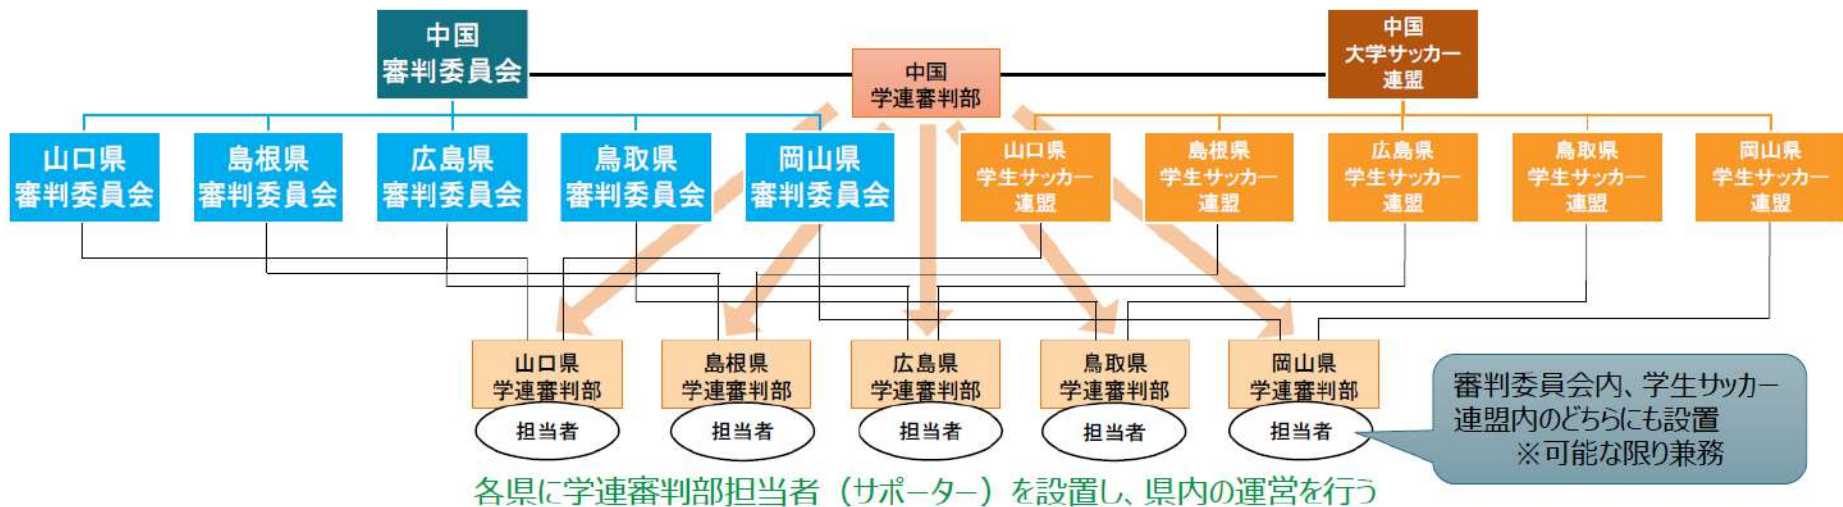 中国
審判委員会
中国
学連審判部
中国
大学サッカー
連盟
山口県
審判委員会
島根県
審判委員会
広島県
審判委員会
鳥取県
審判委員会
岡山県
審判委員会
山口県
学生サッカー
連盟
島根県
学生サッカー
連盟
広島県
学生サッカー
連盟
鳥取県
学生サッカー
連盟
岡山県
学生サッカー
連盟
山口県
学連審判部
担当者
島根県
学連審判部
担当者
広島県
学連審判部
担当者
鳥取県
学連審判部
担当者
岡山県
学連審判部
担当者
審判委員会内、学生サッカー
連盟内のどちらにも設置
※可能な限り兼務
各県に学連審判部担当者（サポーター）を設置し、県内の運営を行う